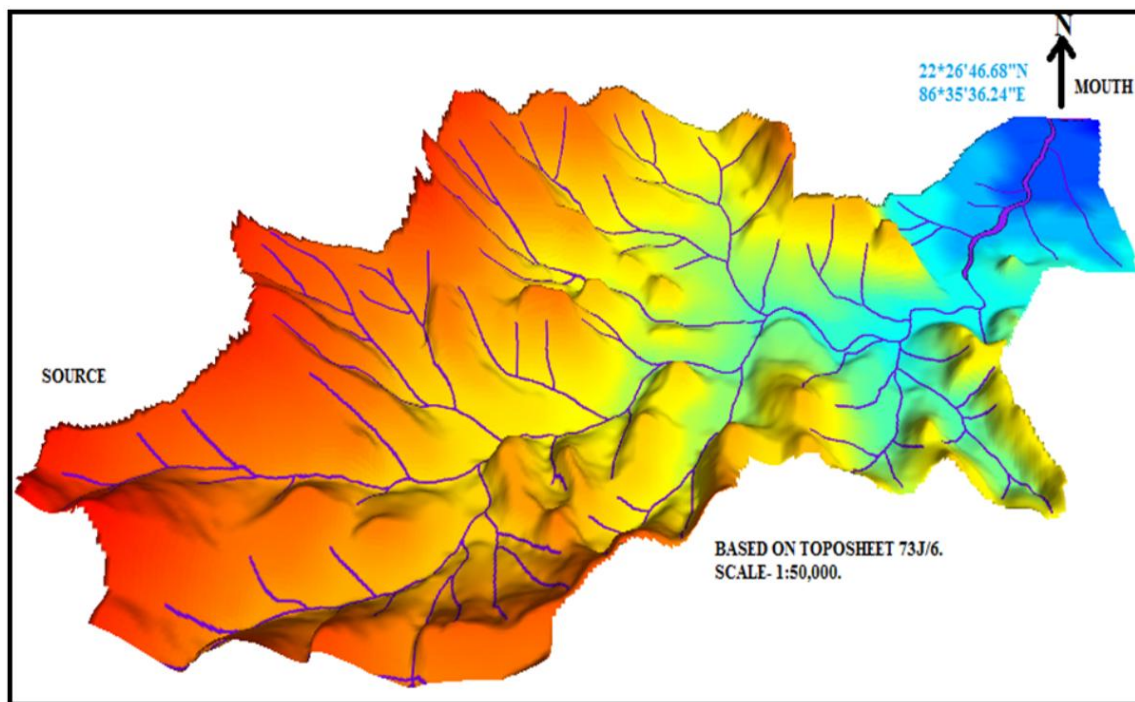 N
22*26'46.68"N
86*35'36.24"E
MOUTH
SOURCE
BASED ON TOPOSHEET 73J/6.
SCALE- 1:50,000.